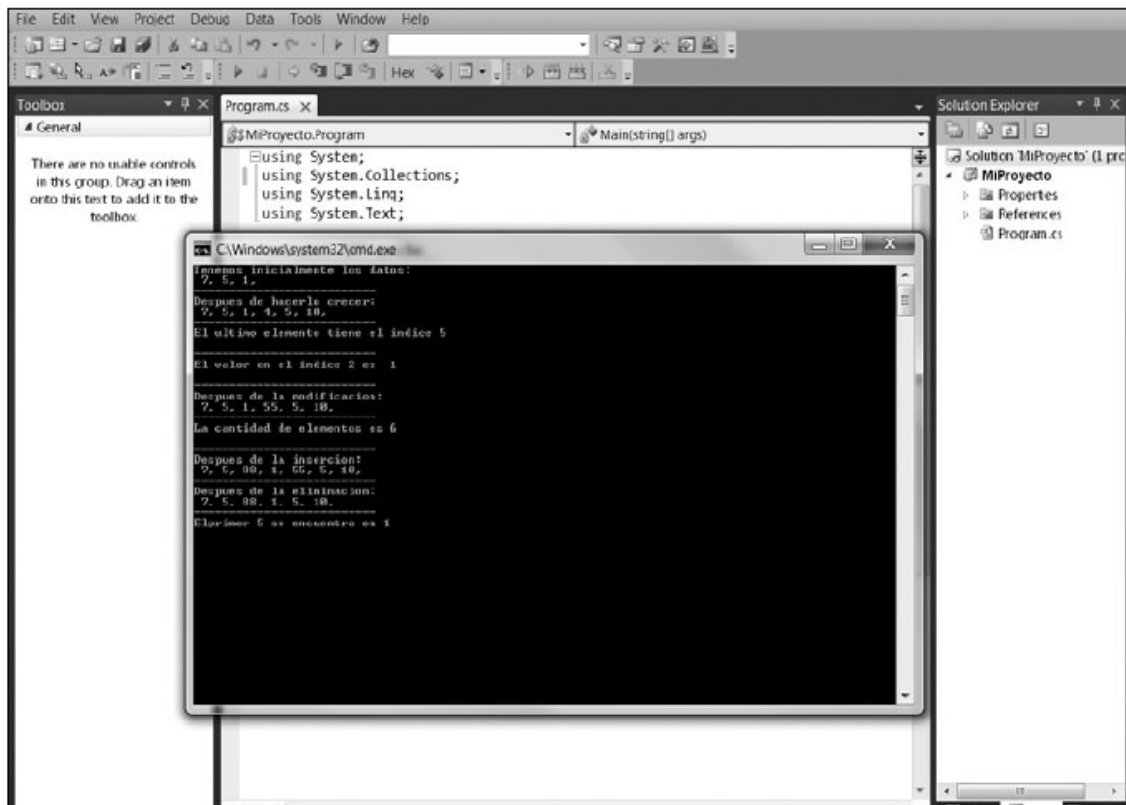 File Edit View Project Debug Data Tools Window Help
Hex
Toolbox
General
There are no usable controls
in this group. Drag an item
onto this text to add it to the
toolbox
Program.cs
MiProyecto.Program
Main(string[] args)
using System;
using System.Collections;
using System.Linq;
using System.Text;
C:\Windows\system32\cmd.exe
Tenemos inicialmente los datos:
7, 5, 1,
Despues de hacerle crecer:
7, 5, 1, 4, 5, 10,
El ultimo elemento tiene el indice 5
El valor en el indice 2 es 1
Despues de la modificacion:
7, 5, 1, 55, 5, 10,
La cantidad de elementos es 6
Despues de la insercion:
7, 5, 88, 1, 55, 5, 10,
Despues de la eliminacion:
7, 5, 88, 1, 5, 10,
El primer 5 se encuentra en 1
Solution Explorer
Solution 'MiProyecto' (1 prc
MiProyecto
Properties
References
Program.cs